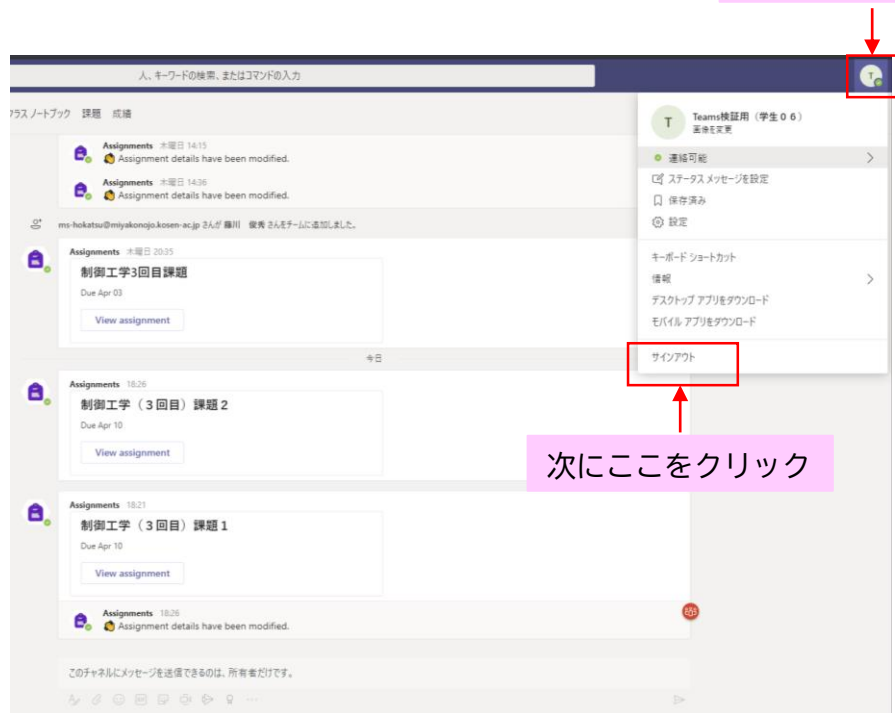 人、キーワードの検索、またはコマンドの入力
T
クラス ノートブック 課題 成績
Assignments 木曜日 14:15
Assignment details have been modified.
Assignments 木曜日 14:36
Assignment details have been modified.
ms-hokatsu@miyakonojo.kosen-ac.jp さんが 藤川 俊秀 さんをチームに追加しました。
Assignments 木曜日 20:35
制御工学3回目課題
Due Apr 03
View assignment
今日
Assignments 18:26
制御工学（３回目）課題２
Due Apr 10
View assignment
Assignments 18:21
制御工学（３回目）課題１
Due Apr 10
View assignment
Assignments 18:26
Assignment details have been modified.
このチャネルにメッセージを送信できるのは、所有者だけです。
T
Teams検証用（学生０６）
画像を変更
連絡可能
ステータス メッセージを設定
保存済み
設定
キーボード ショートカット
情報
デスクトップ アプリをダウンロード
モバイル アプリをダウンロード
サインアウト
次にここをクリック